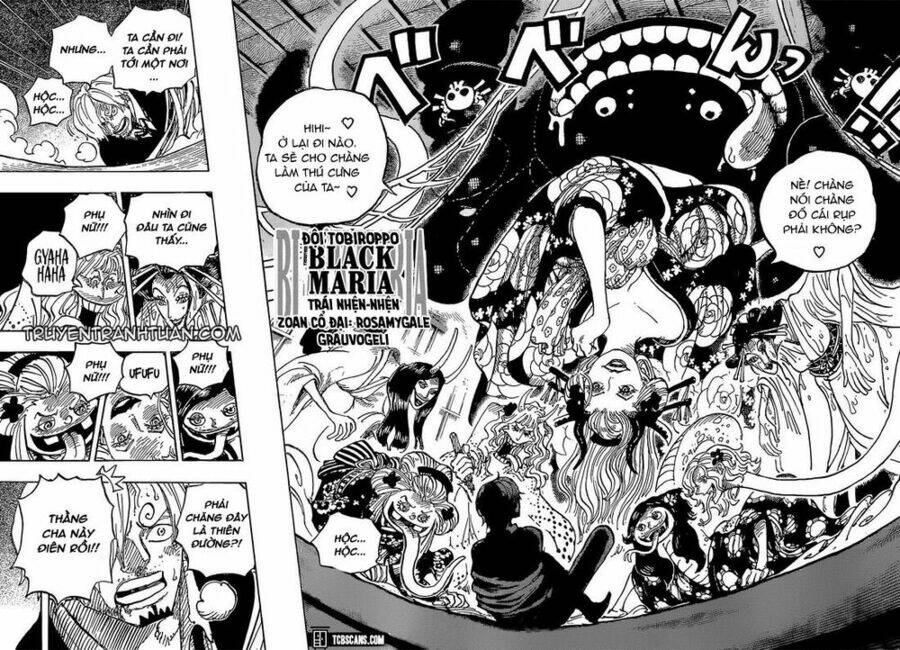 べべんっ!!
NÈ! CHÀNG
NÓI CHÀNG
ĐỔ CÁI RỤP
PHẢI KHÔNG?
♡
♡
HIHI~
Ở LẠI ĐI NÀO.
TA SẼ CHO CHÀNG
LÀM THÚ CƯNG
CỦA TA~
♡
ĐỘI TOBIROPPO
BLACK
MARIA
TRÁI NHỆN-NHỆN
ZOAN CỔ ĐẠI: ROSAMYGALE
GRAUVOGELI
HỘC...
HỘC...
TCBSCANS.COM
TA CẦN ĐI!
TA CẦN PHẢI
TỚI MỘT NƠI
...
NHƯNG...
HỘC...
HỘC...
NHÌN ĐI
ĐÂU TA CŨNG
THẤY...
PHỤ
NỮ!!!
GYAHA
HAHA
TRUYENTRANHTUAN.COM
PHỤ
NỮ!!!
UFUFU
PHỤ
NỮ!!
PHẢI
CHĂNG ĐÂY
LÀ THIÊN
ĐƯỜNG?!
THẰNG
CHA NÀY
ĐIÊN RỒI!!